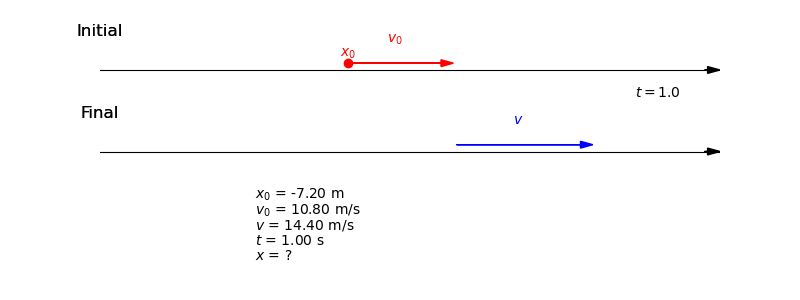 Initial
v₀
x₀
t = 1.0
Final
v
x₀ = -7.20 m
v₀ = 10.80 m/s
v = 14.40 m/s
t = 1.00 s
x = ?